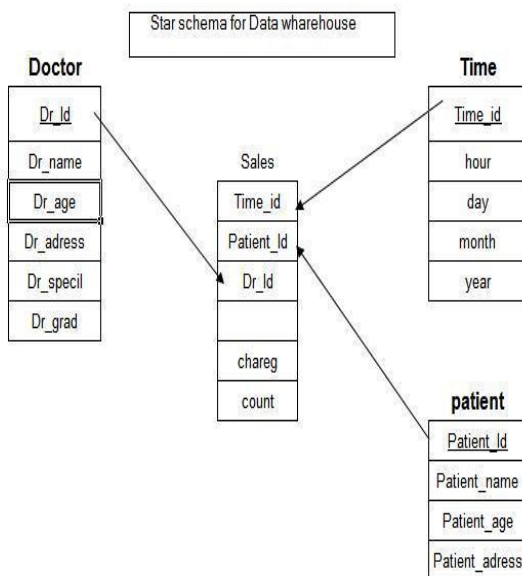 Star schema for Data wharehouse
Doctor
Dr_Id
Dr_name
Dr_age
Dr_adress
Dr_specil
Dr_grad
Sales
Time_id
Patient_Id
Dr_Id
chareg
count
Time
Time_id
hour
day
month
year
patient
Patient_Id
Patient_name
Patient_age
Patient_adress